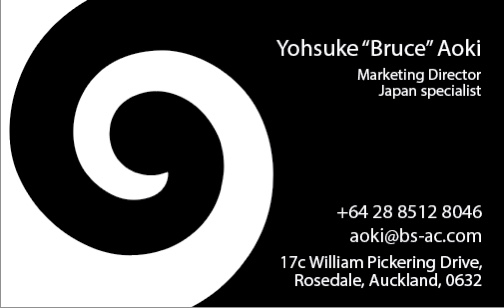 Yohsuke “Bruce” Aoki
Marketing Director
Japan specialist
+64 28 8512 8046
aoki@bs-ac.com
17c William Pickering Drive,
Rosedale, Auckland, 0632